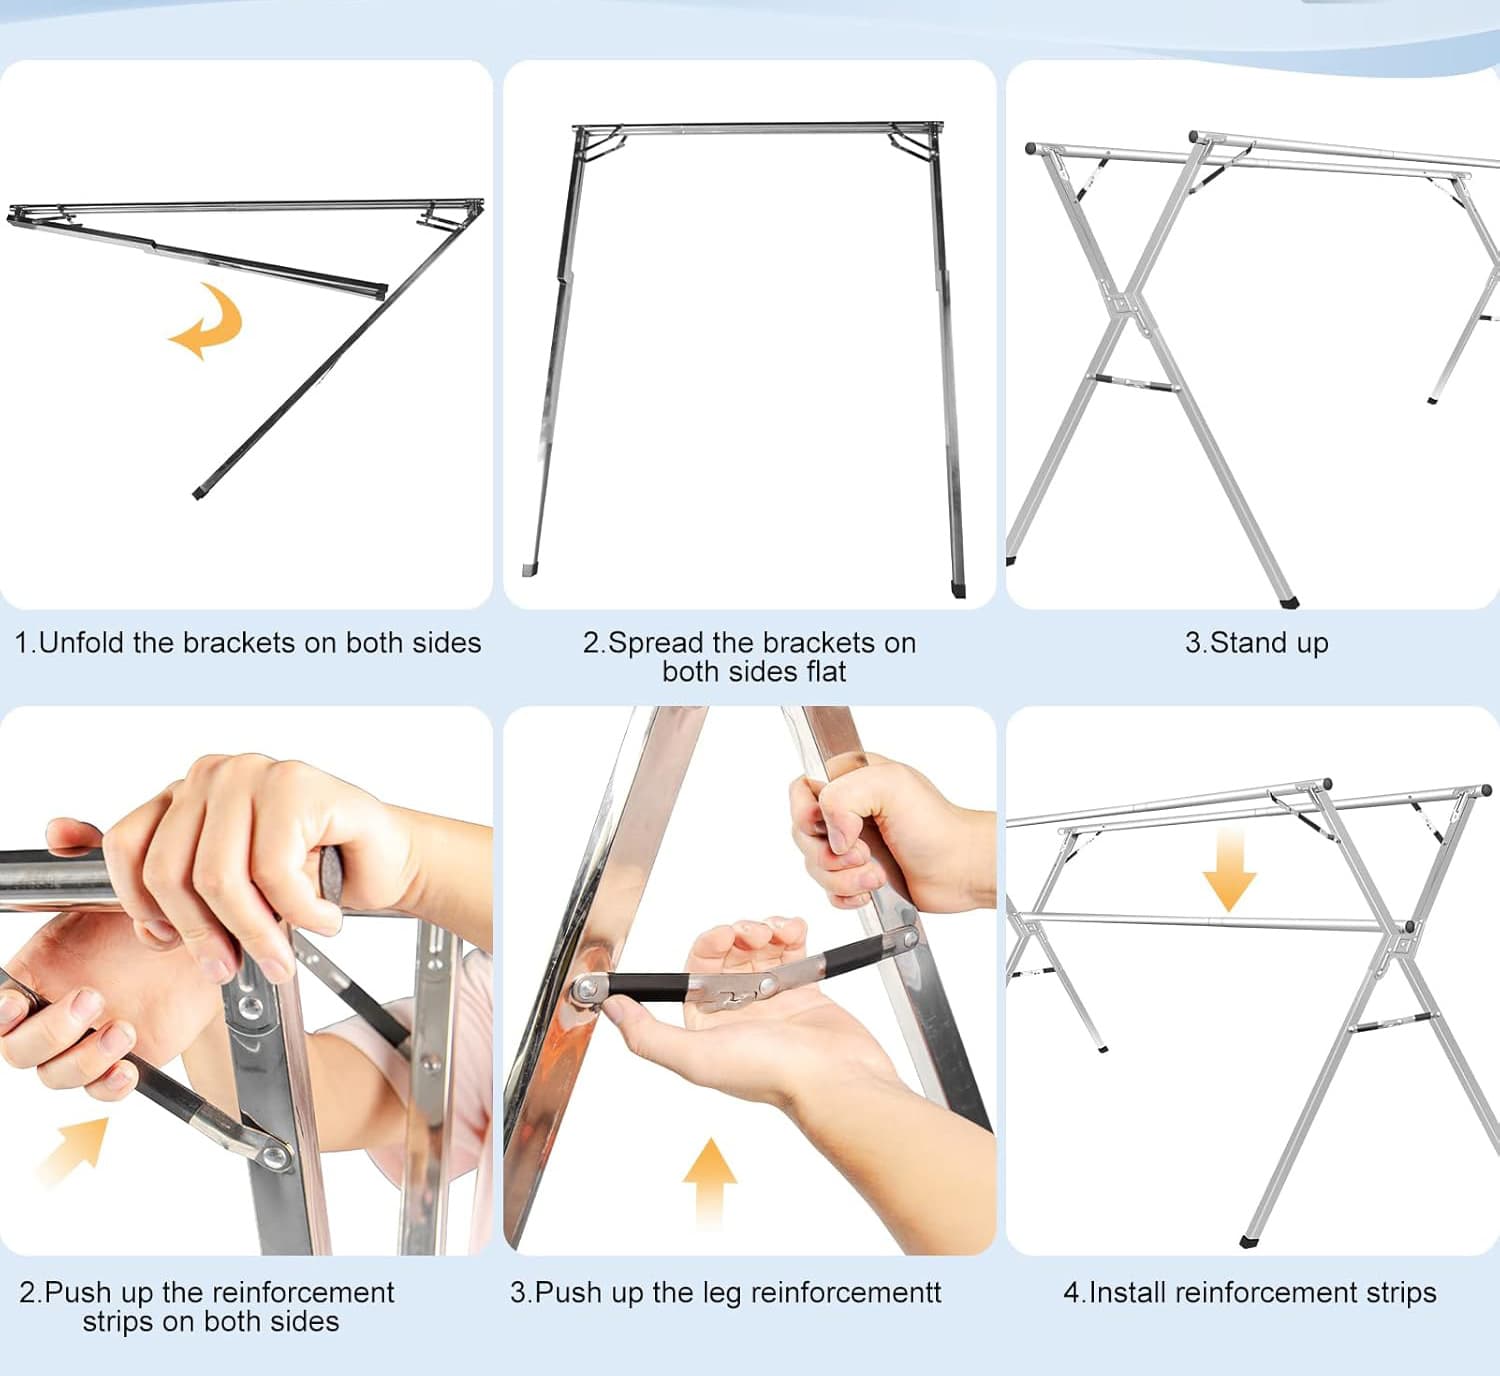 1.Unfold the brackets on both sides
2.Spread the brackets on
both sides flat
3.Stand up
2.Push up the reinforcement
strips on both sides
3.Push up the leg reinforcementt
4.Install reinforcement strips